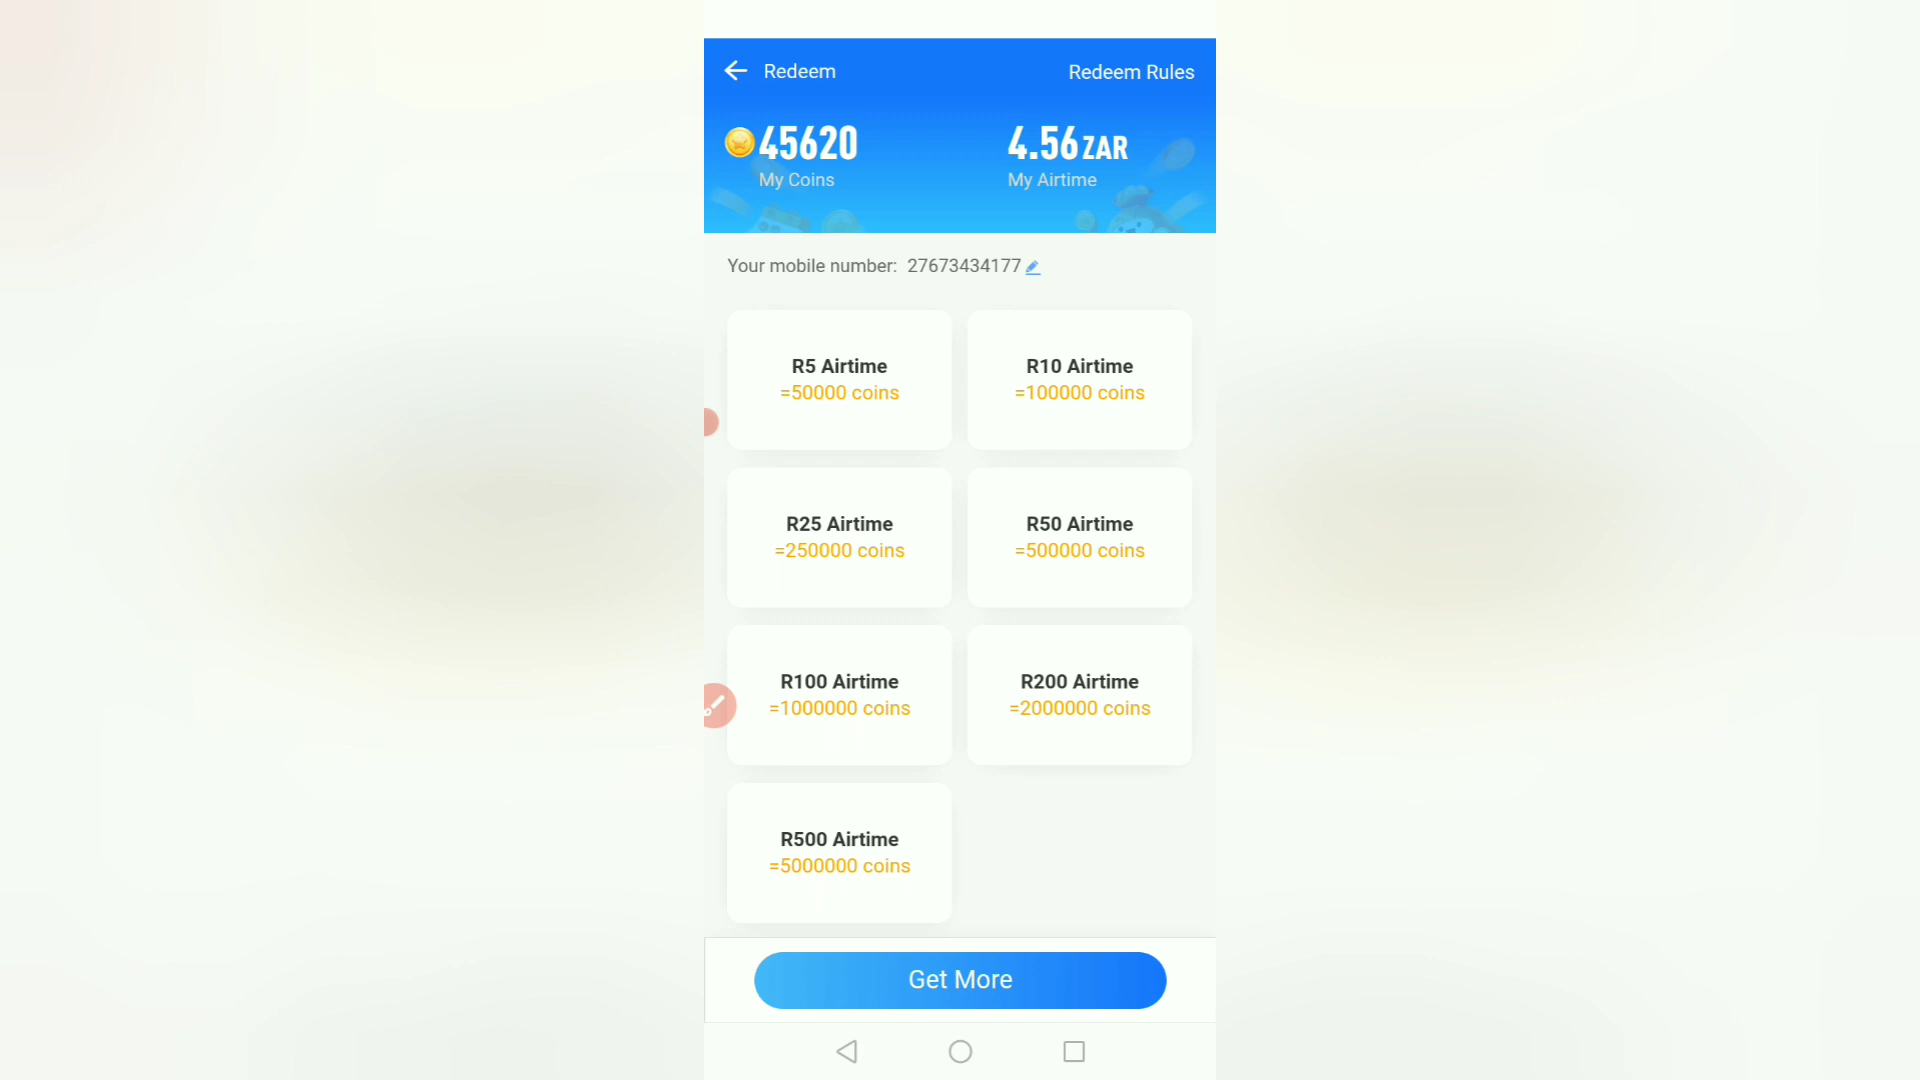 Redeem
Redeem Rules
45620
4.56 ZAR
My Coins
My Airtime
Your mobile number: 27673434177
R5 Airtime
=50000 coins
R10 Airtime
=100000 coins
R25 Airtime
=250000 coins
R50 Airtime
=500000 coins
R100 Airtime
=1000000 coins
R200 Airtime
=2000000 coins
R500 Airtime
=5000000 coins
Get More